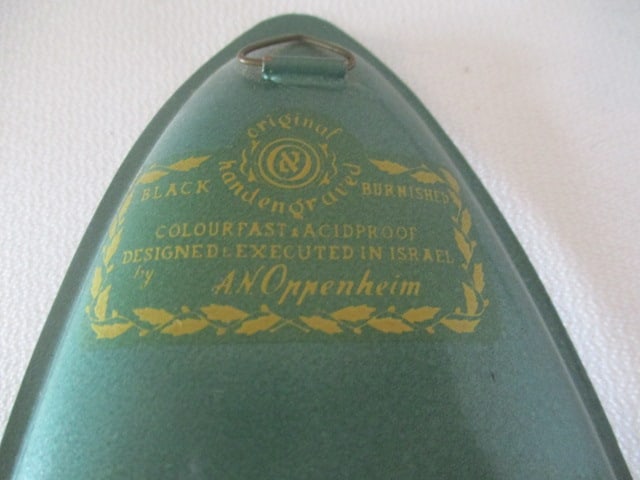 original
handengraved
BLACK BURNISHED
COLOURFAST & ACIDPROOF
DESIGNED & EXECUTED IN ISRAEL
by A.N. Oppenheim